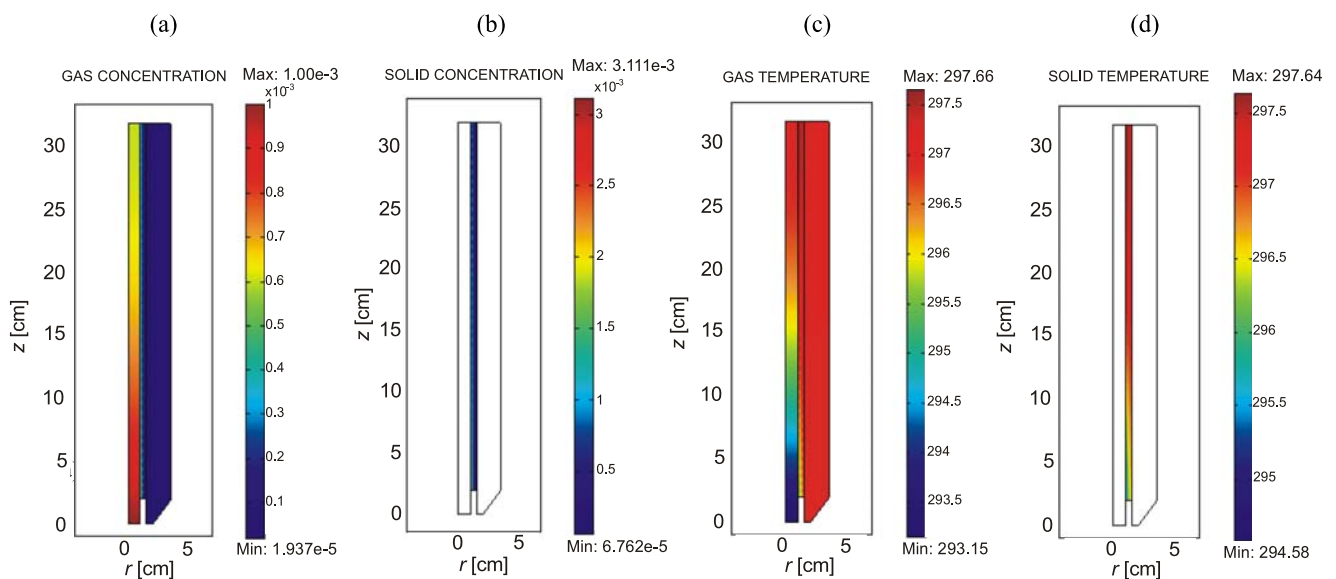 (a)
(b)
(c)
(d)
GAS CONCENTRATION
Max: 1.00e-3
x10⁻³
1
0.9
0.8
0.7
0.6
0.5
0.4
0.3
0.2
0.1
Min: 1.937e-5
30
25
20
15
10
5
0
z [cm]
0 5
r [cm]
SOLID CONCENTRATION
Max: 3.111e-3
x10⁻³
3
2.5
2
1.5
1
0.5
Min: 6.762e-5
30
25
20
15
10
5
0
z [cm]
0 5
r [cm]
GAS TEMPERATURE
Max: 297.66
297.5
297
296.5
296
295.5
295
294.5
294
293.5
Min: 293.15
30
25
20
15
10
5
0
z [cm]
0 5
r [cm]
SOLID TEMPERATURE
Max: 297.64
297.5
297
296.5
296
295.5
295
Min: 294.58
30
25
20
15
10
5
0
z [cm]
0 5
r [cm]